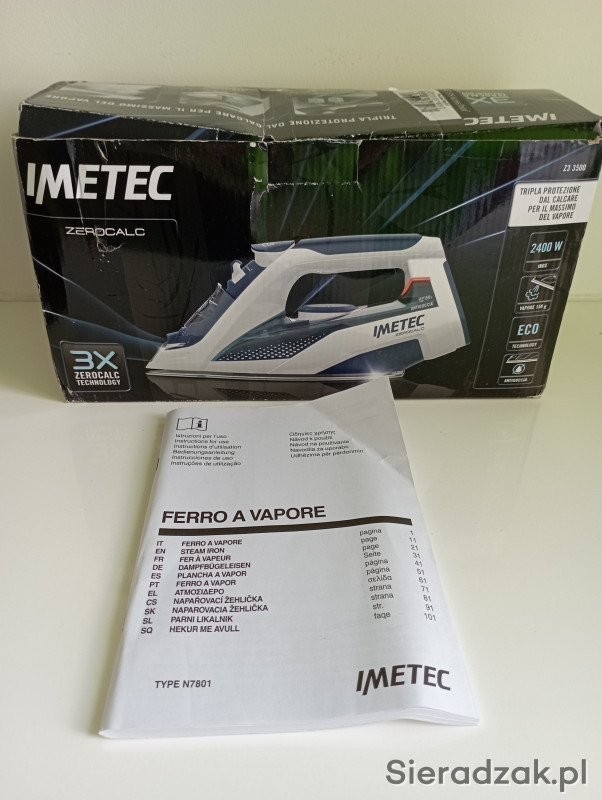 TRIPLA PROTEZIONE DAL CALCARE PER IL MASSIMO DEL VAPORE
3X
IMETEC
IMETEC
ZEROCALC
Z3 3500
TRIPLA PROTEZIONE
DAL CALCARE
PER IL MASSIMO
DEL VAPORE
2400 W
VAPORE 150 g
ECO
TECHNOLOGY
ANTIGOCCIA
IMETEC
ZEROCALC
3X
ZEROCALC
TECHNOLOGY
i
Istruzioni per l'uso
Instructions for use
Instructions d'utilisation
Bedienungsanleitung
Instrucciones de uso
Instruções de utilização
Οδηγίες χρήσης
Návod k použití
Návod na používanie
Navodila za uporabo
Udhëzime për përdorimin
FERRO A VAPORE
IT FERRO A VAPORE pagina 1
EN STEAM IRON page 11
FR FER À VAPEUR page 21
DE DAMPFBÜGELEISEN Seite 31
ES PLANCHA A VAPOR página 41
PT FERRO A VAPOR página 51
EL ΑΤΜΟΣΙΔΕΡΟ σελίδα 61
CS NAPAŘOVACÍ ŽEHLIČKA strana 71
SK NAPAROVACIA ŽEHLIČKA strana 81
SL PARNI LIKALNIK str. 91
SQ HEKUR ME AVULL faqe 101
TYPE N7801
IMETEC
Sieradzak.pl